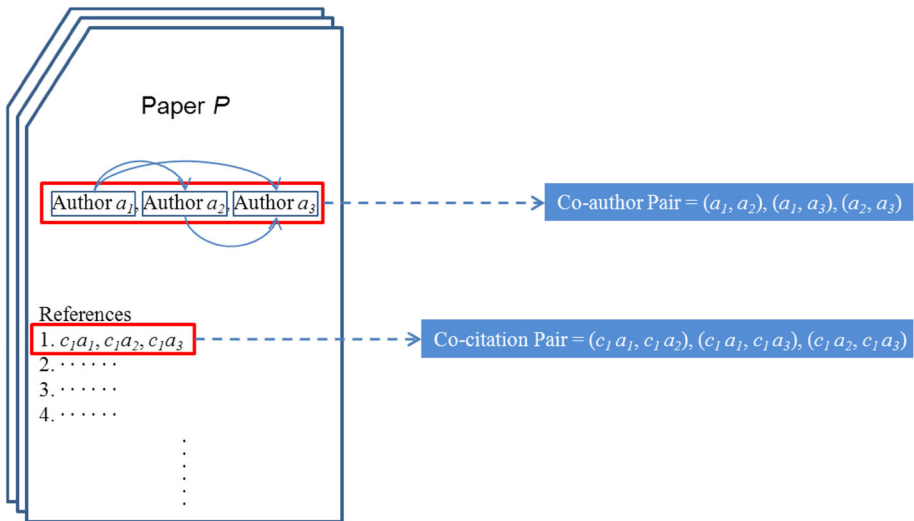 Paper P
Author a₁, Author a₂, Author a₃
Co-author Pair = (a₁, a₂), (a₁, a₃), (a₂, a₃)
References
1. c₁a₁, c₁a₂, c₁a₃
Co-citation Pair = (c₁ a₁, c₁ a₂), (c₁ a₁, c₁ a₃), (c₁ a₂, c₁ a₃)
2. · · · · · ·
3. · · · · · ·
4. · · · · · ·